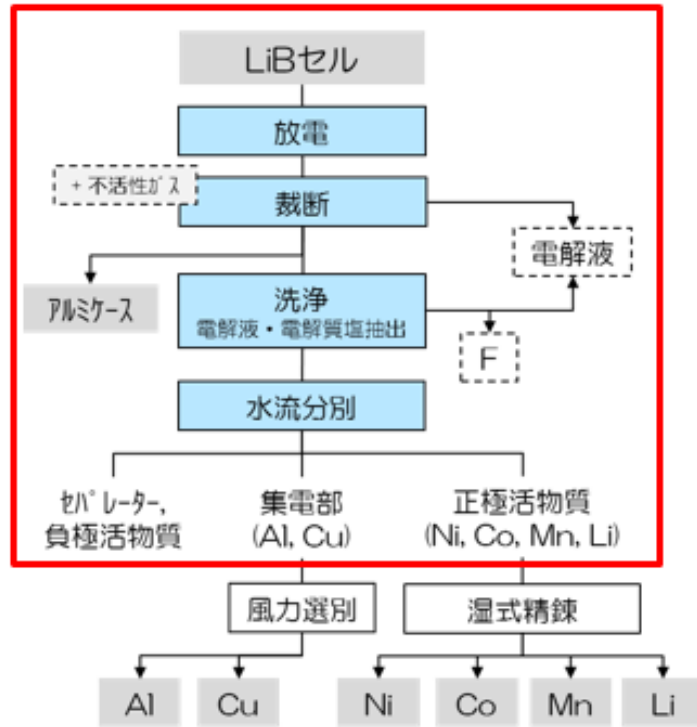 LiBセル
放電
+ 不活性ｶﾞｽ
裁断
電解液
アルミケース
洗浄
電解液・電解質塩抽出
F
水流分別
ｾﾊﾟﾚｰﾀｰ,
負極活物質
集電部
(Al, Cu)
正極活物質
(Ni, Co, Mn, Li)
風力選別
湿式精錬
Al
Cu
Ni
Co
Mn
Li